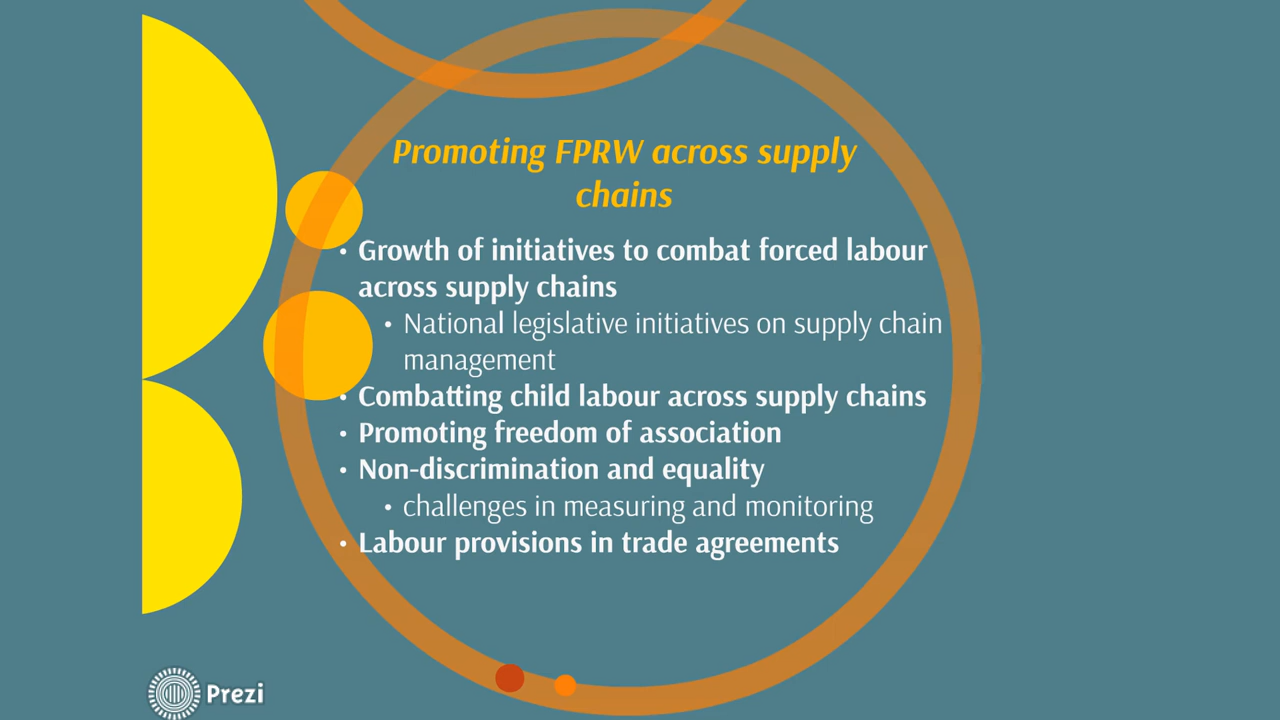 Promoting FPRW across supply
chains
• Growth of initiatives to combat forced labour
across supply chains
• National legislative initiatives on supply chain
management
• Combatting child labour across supply chains
• Promoting freedom of association
• Non-discrimination and equality
• challenges in measuring and monitoring
• Labour provisions in trade agreements
Prezi